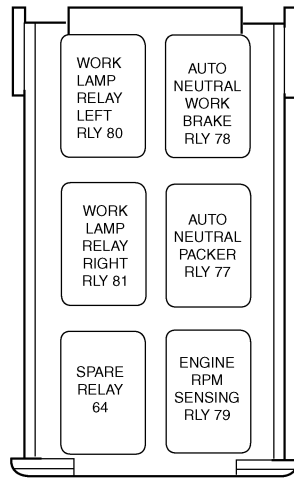 WORK
LAMP
RELAY
LEFT
RLY 80
AUTO
NEUTRAL
WORK
BRAKE
RLY 78
WORK
LAMP
RELAY
RIGHT
RLY 81
AUTO
NEUTRAL
PACKER
RLY 77
SPARE
RELAY
64
ENGINE
RPM
SENSING
RLY 79